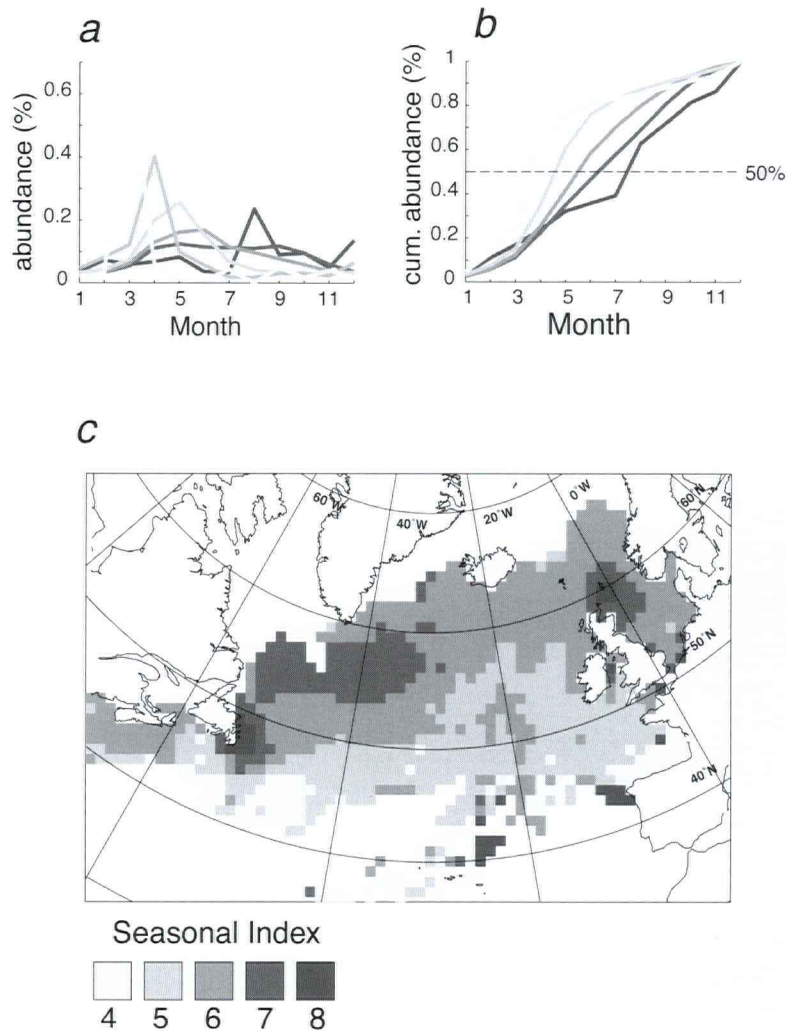 a
b
0.6
0.4
0.2
0
abundance (%)
1 3 5 7 9 11
Month
1
0.8
0.6
0.4
0.2
0
cum. abundance (%)
50%
1 3 5 7 9 11
Month
c
60°W
40°W
20°W
0°W
60°N
50°N
40°N
Seasonal Index
4 5 6 7 8